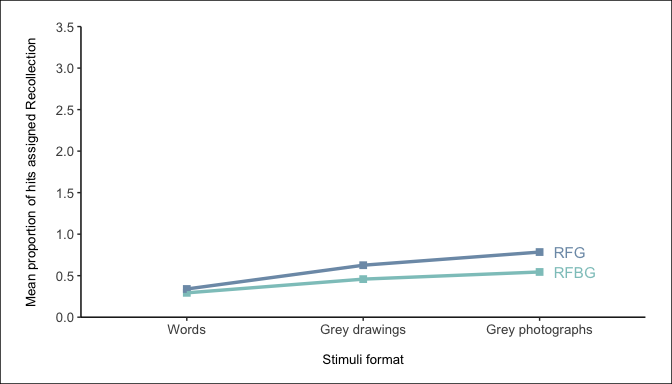 Mean proportion of hits assigned Recollection
3.5
3.0
2.5
2.0
1.5
1.0
0.5
0.0
RFG
RFBG
Words Grey drawings Grey photographs
Stimuli format